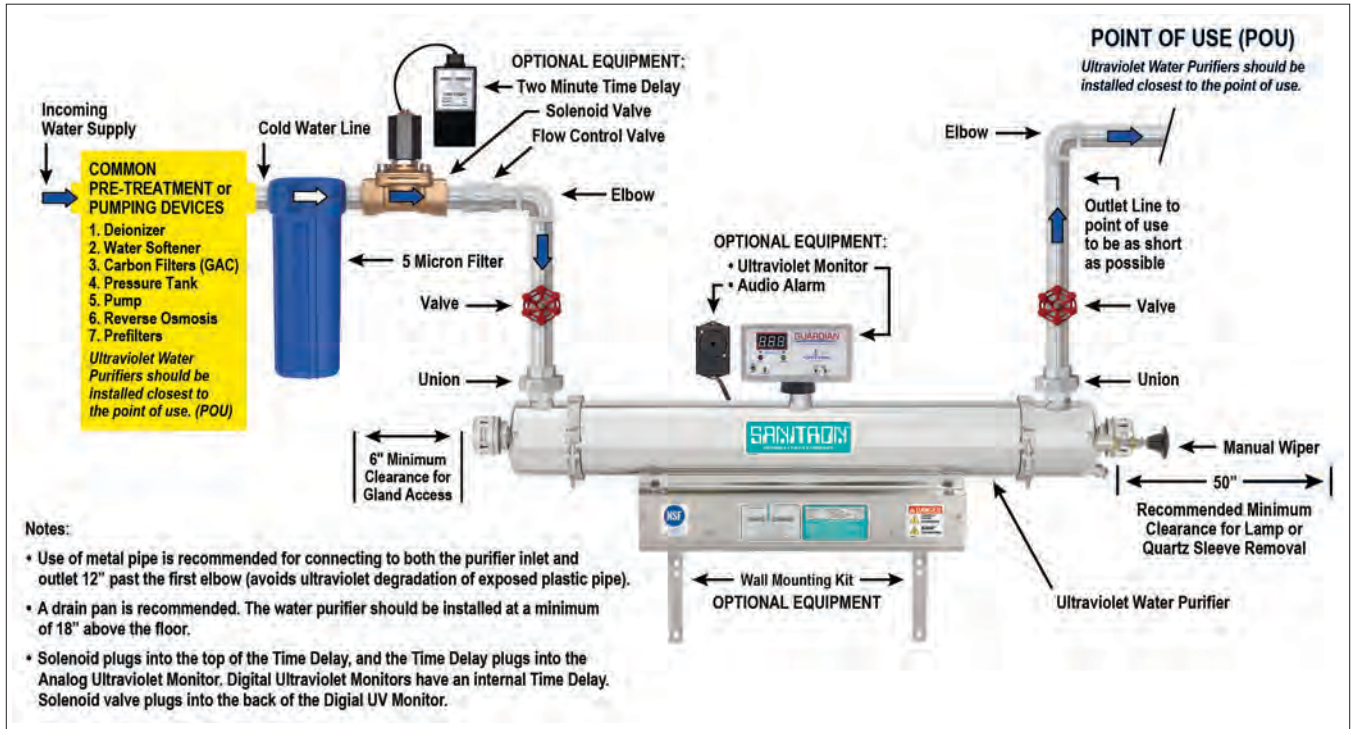 POINT OF USE (POU)
Ultraviolet Water Purifiers should be
installed closest to the point of use.
OPTIONAL EQUIPMENT:
Two Minute Time Delay
Solenoid Valve
Flow Control Valve
Incoming
Water Supply
Cold Water Line
Elbow
Elbow
COMMON
PRE-TREATMENT or
PUMPING DEVICES
1. Deionizer
2. Water Softener
3. Carbon Filters (GAC)
4. Pressure Tank
5. Pump
6. Reverse Osmosis
7. Prefilters
Ultraviolet Water
Purifiers should be
installed closest to
the point of use. (POU)
5 Micron Filter
Outlet Line to
point of use
to be as short
as possible
OPTIONAL EQUIPMENT:
• Ultraviolet Monitor
• Audio Alarm
Valve
Valve
GUARDIAN
888
Union
Union
SANITRON
Manual Wiper
6" Minimum
Clearance for
Gland Access
50"
Recommended Minimum
Clearance for Lamp or
Quartz Sleeve Removal
NSF
DANGER
Wall Mounting Kit
OPTIONAL EQUIPMENT
Ultraviolet Water Purifier
Notes:
• Use of metal pipe is recommended for connecting to both the purifier inlet and
outlet 12" past the first elbow (avoids ultraviolet degradation of exposed plastic pipe).
• A drain pan is recommended. The water purifier should be installed at a minimum
of 18" above the floor.
• Solenoid plugs into the top of the Time Delay, and the Time Delay plugs into the
Analog Ultraviolet Monitor. Digital Ultraviolet Monitors have an internal Time Delay.
Solenoid valve plugs into the back of the Digial UV Monitor.